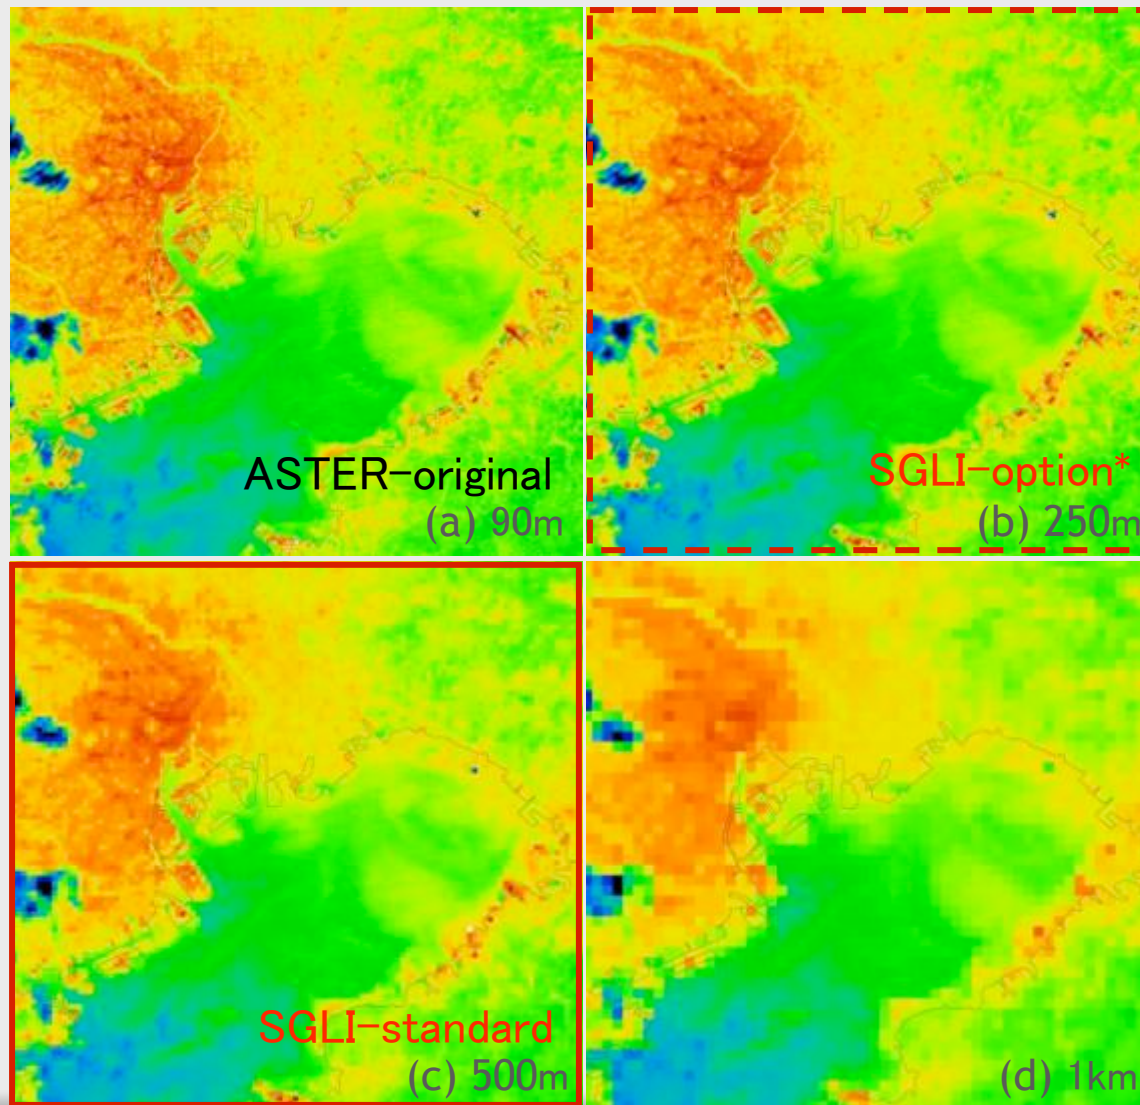 ASTER-original
(a) 90m
SGLI-option*
(b) 250m
SGLI-standard
(c) 500m
(d) 1km